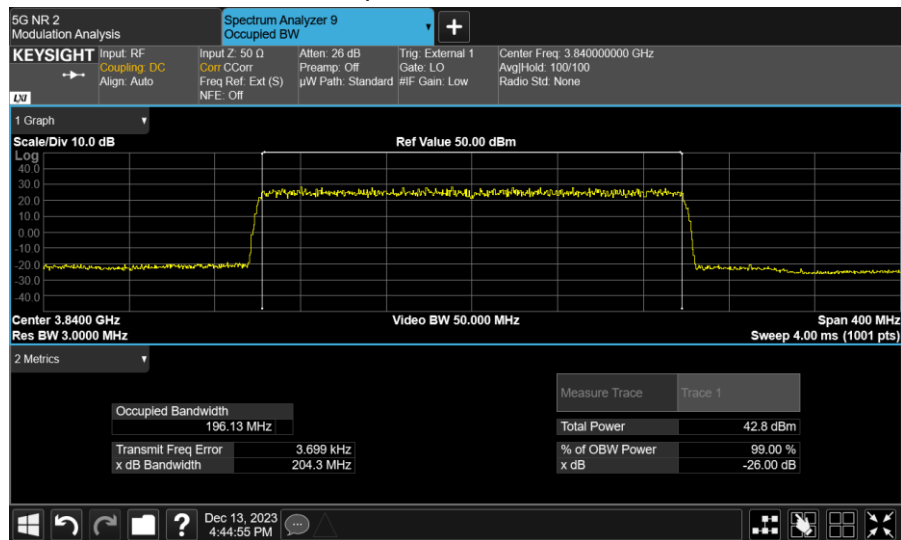 5G NR 2
Modulation Analysis
Spectrum Analyzer 9
Occupied BW
+
KEYSIGHT
LXI
Input: RF
Coupling: DC
Align: Auto
Input Z: 50 Ω
Corr CCorr
Freq Ref: Ext (S)
NFE: Off
Atten: 26 dB
Preamp: Off
µW Path: Standard
Trig: External 1
Gate: LO
#IF Gain: Low
Center Freq: 3.840000000 GHz
Avg|Hold: 100/100
Radio Std: None
1 Graph
Scale/Div 10.0 dB
Ref Value 50.00 dBm
Log
40.0
30.0
20.0
10.0
0.00
-10.0
-20.0
-30.0
-40.0
Center 3.8400 GHz
Video BW 50.000 MHz
Span 400 MHz
Res BW 3.0000 MHz
Sweep 4.00 ms (1001 pts)
2 Metrics
Measure Trace Trace 1
Occupied Bandwidth
196.13 MHz
Total Power 42.8 dBm
Transmit Freq Error 3.699 kHz
% of OBW Power 99.00 %
x dB Bandwidth 204.3 MHz
x dB -26.00 dB
?
Dec 13, 2023
4:44:55 PM